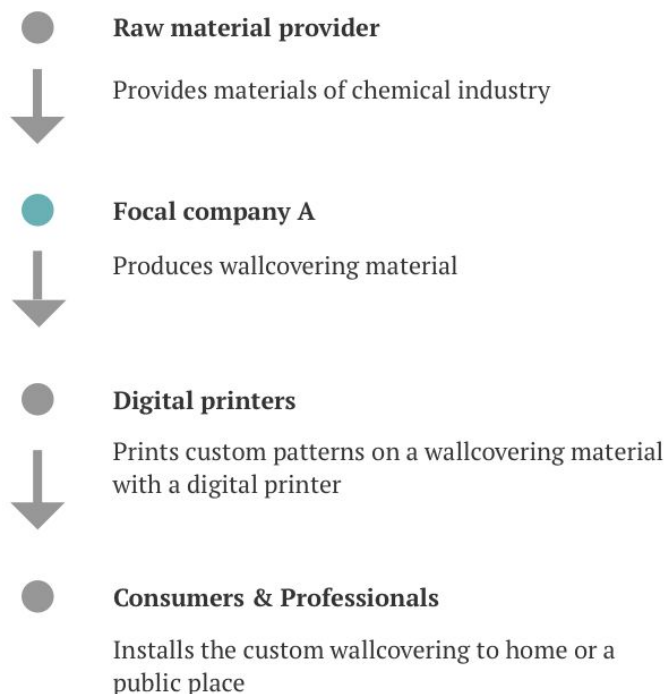 Raw material provider
Provides materials of chemical industry
Focal company A
Produces wallcovering material
Digital printers
Prints custom patterns on a wallcovering material
with a digital printer
Consumers & Professionals
Installs the custom wallcovering to home or a
public place